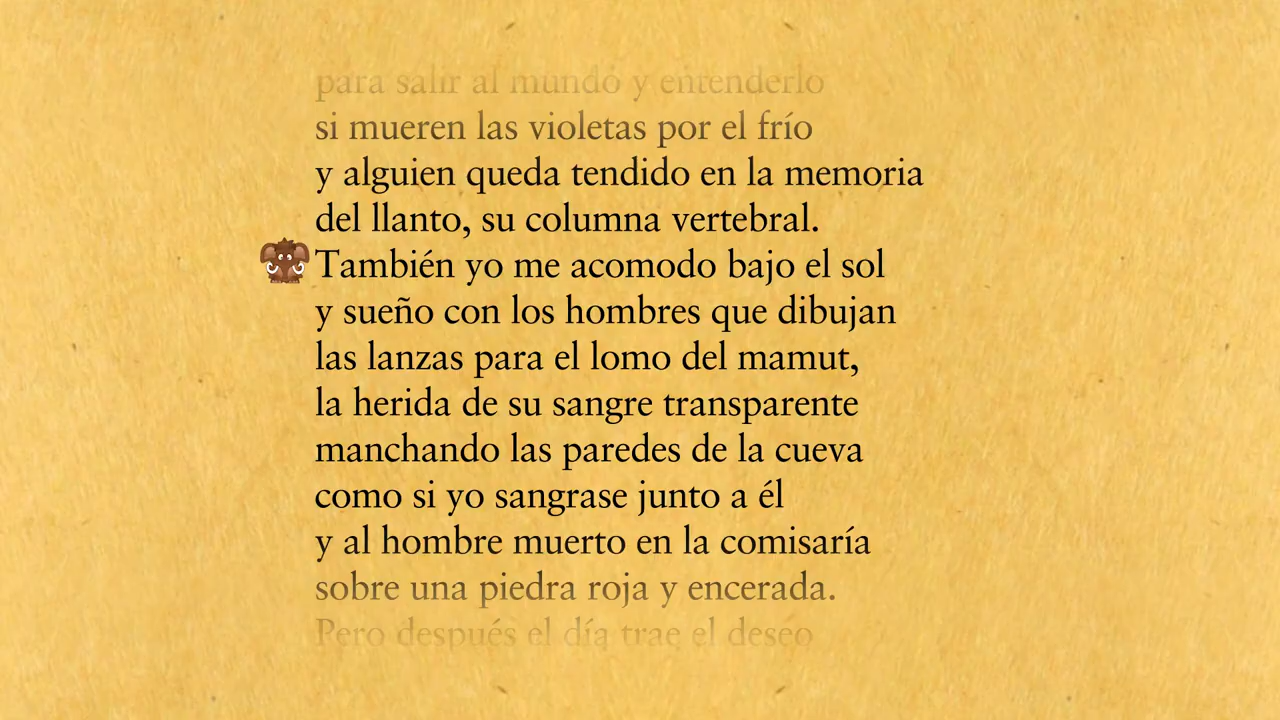 para salir al mundo y entenderlo
si mueren las violetas por el frío
y alguien queda tendido en la memoria
del llanto, su columna vertebral.
También yo me acomodo bajo el sol
y sueño con los hombres que dibujan
las lanzas para el lomo del mamut,
la herida de su sangre transparente
manchando las paredes de la cueva
como si yo sangrase junto a él
y al hombre muerto en la comisaría
sobre una piedra roja y encerada.
Pero después el día trae el deseo